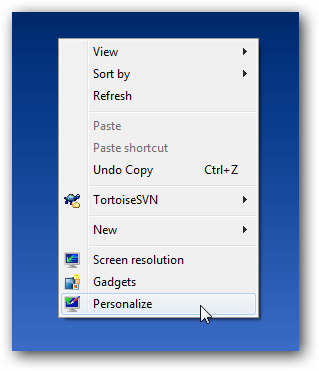 View
Sort by
Refresh
Paste
Paste shortcut
Undo Copy Ctrl+Z
TortoiseSVN
New
Screen resolution
Gadgets
Personalize